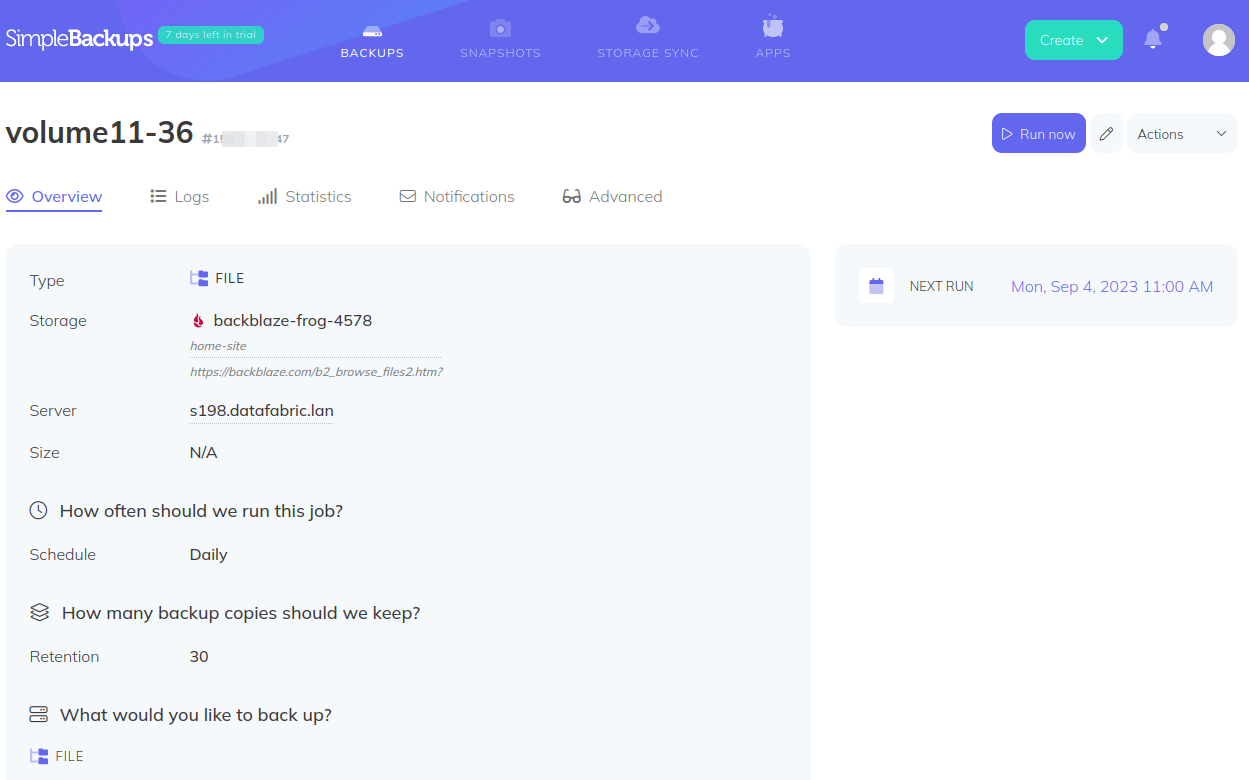 SimpleBackups 7 days left in trial
BACKUPS SNAPSHOTS STORAGE SYNC APPS
Create
volume11-36
Run now Actions
Overview Logs Statistics Notifications Advanced
Type FILE
Storage backblaze-frog-4578
home-site
https://backblaze.com/b2_browse_files2.htm?
Server s198.datafabric.lan
Size N/A
How often should we run this job?
Schedule Daily
How many backup copies should we keep?
Retention 30
What would you like to back up?
FILE
NEXT RUN Mon, Sep 4, 2023 11:00 AM